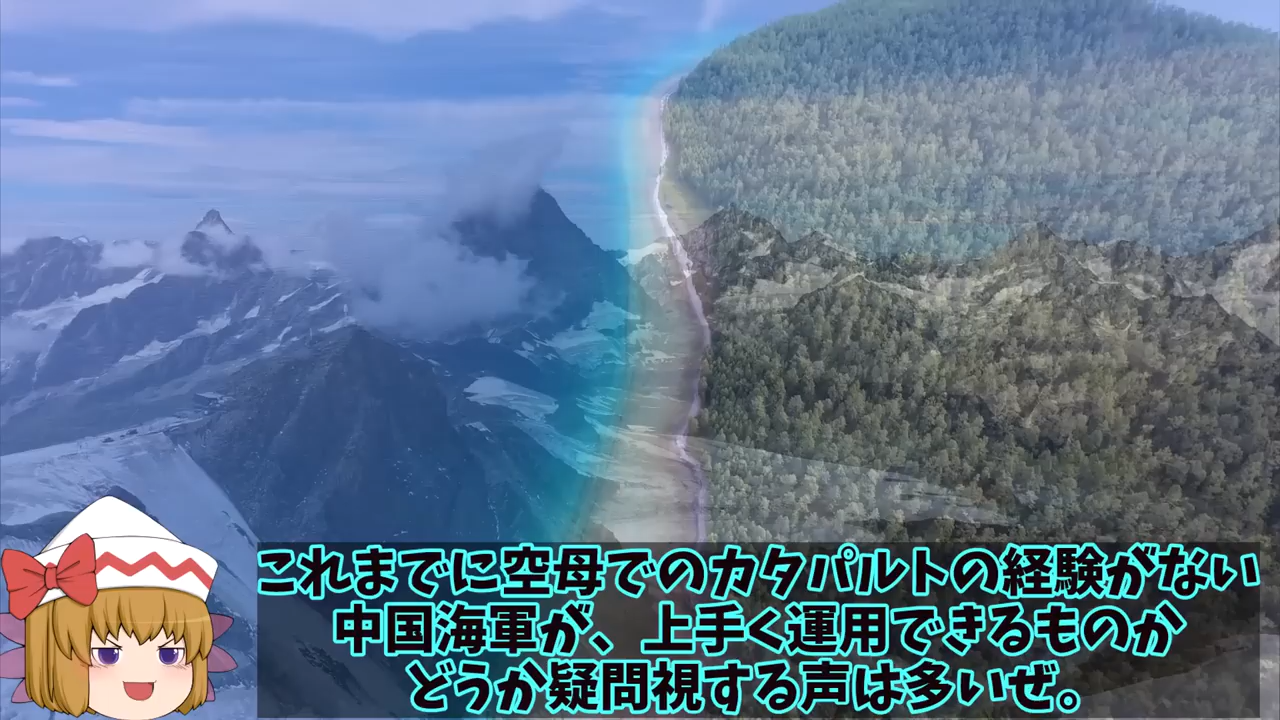 これまでに空母でのカタパルトの経験がない
中国海軍が、上手く運用できるものか
どうか疑問視する声は多いぜ。